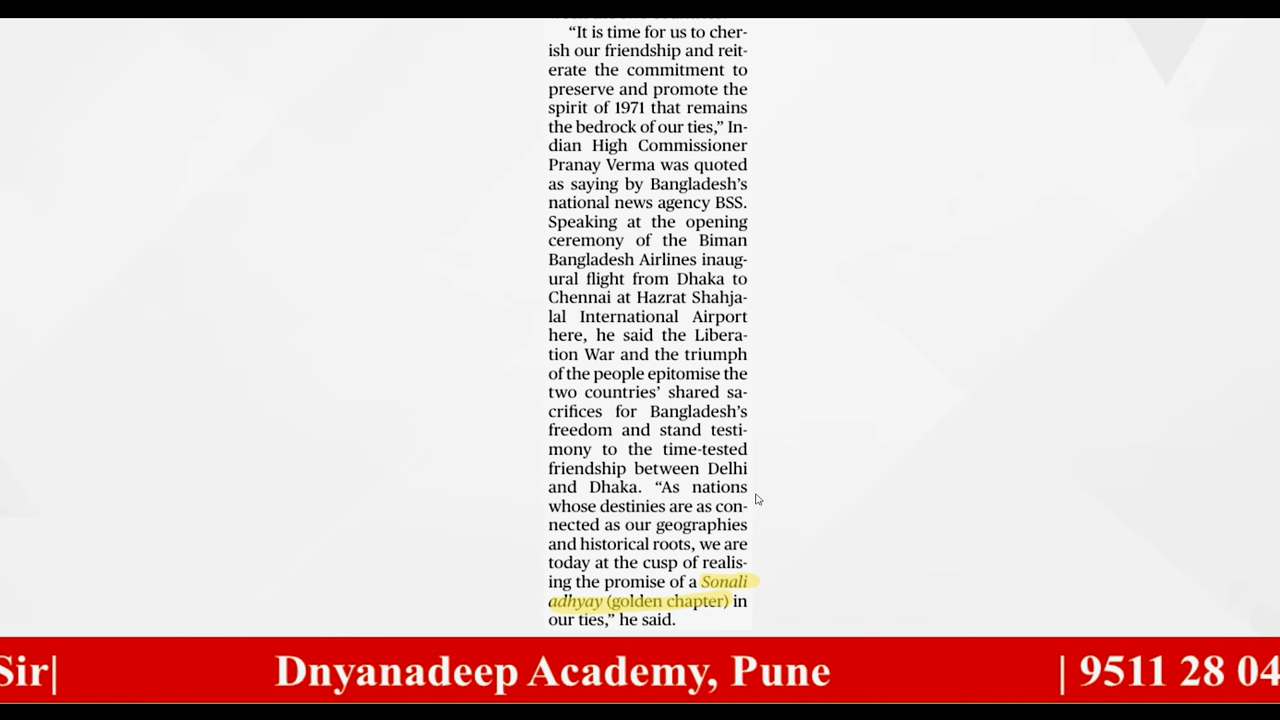 “It is time for us to cher-
ish our friendship and reit-
erate the commitment to
preserve and promote the
spirit of 1971 that remains
the bedrock of our ties,” In-
dian High Commissioner
Pranay Verma was quoted
as saying by Bangladesh’s
national news agency BSS.
Speaking at the opening
ceremony of the Biman
Bangladesh Airlines inaug-
ural flight from Dhaka to
Chennai at Hazrat Shahja-
lal International Airport
here, he said the Libera-
tion War and the triumph
of the people epitomise the
two countries’ shared sa-
crifices for Bangladesh’s
freedom and stand testi-
mony to the time-tested
friendship between Delhi
and Dhaka. “As nations
whose destinies are as con-
nected as our geographies
and historical roots, we are
today at the cusp of realis-
ing the promise of a Sonali
adhyay (golden chapter) in
our ties,” he said.
Sir| Dnyanadeep Academy, Pune | 9511 28 04